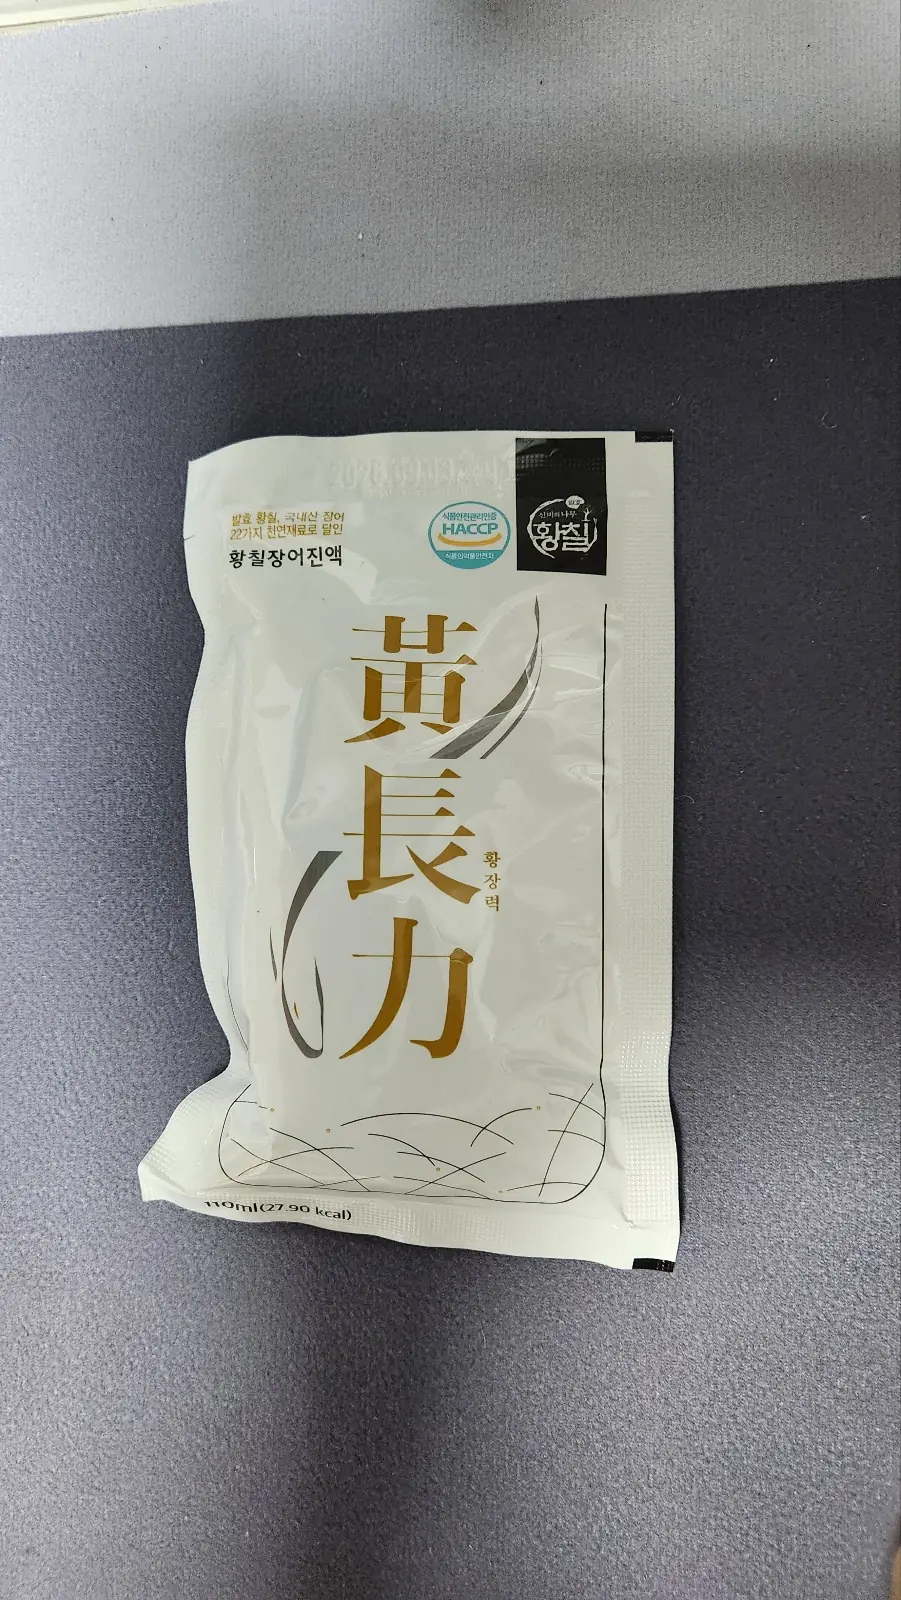 발효 황칠, 국내산 장어
22가지 천연재료로 달인
황칠장어진액
식품안전관리인증
HACCP
식품의약품안전처
발효
신비의 나무
황칠
黃
長
力
황장력
110ml(27.90 kcal)